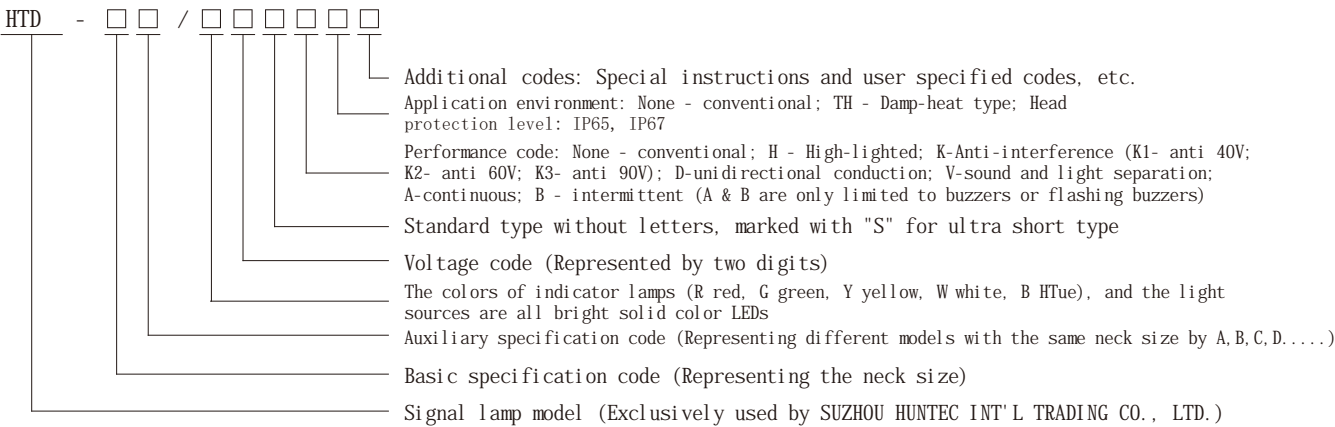 HTD - □ □ / □ □ □ □ □ □
Additional codes: Special instructions and user specified codes, etc.
Application environment: None - conventional; TH - Damp-heat type; Head
protection level: IP65, IP67
Performance code: None - conventional; H - High-lighted; K-Anti-interference (K1- anti 40V;
K2- anti 60V; K3- anti 90V); D-unidirectional conduction; V-sound and light separation;
A-continuous; B - intermittent (A & B are only limited to buzzers or flashing buzzers)
Standard type without letters, marked with "S" for ultra short type
Voltage code (Represented by two digits)
The colors of indicator lamps (R red, G green, Y yellow, W white, B HTue), and the light
sources are all bright solid color LEDs
Auxiliary specification code (Representing different models with the same neck size by A,B,C,D.....)
Basic specification code (Representing the neck size)
Signal lamp model (Exclusively used by SUZHOU HUNTEC INT'L TRADING CO., LTD.)